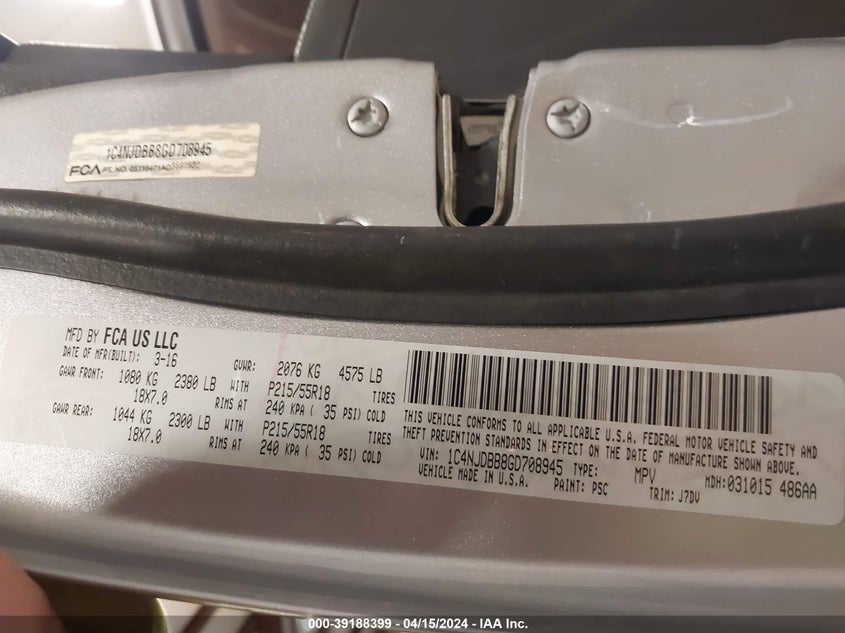 1C4NJDBB8GD708945
FCA PT. NO.
MFD BY FCA US LLC
DATE OF MFR(BUILT): 3-16 GVWR: 2076 KG 4575 LB
GAWR FRONT: 1080 KG 2380 LB WITH P215/55R18 TIRES
18X7.0 RIMS AT 240 KPA ( 35 PSI) COLD
GAWR REAR: 1044 KG 2300 LB WITH P215/55R18 TIRES
18X7.0 RIMS AT 240 KPA ( 35 PSI) COLD
THIS VEHICLE CONFORMS TO ALL APPLICABLE U.S.A. FEDERAL MOTOR VEHICLE SAFETY AND
THEFT PREVENTION STANDARDS IN EFFECT ON THE DATE OF MANUFACTURE SHOWN ABOVE.
VIN: 1C4NJDBB8GD708945 TYPE: MPV MDH:031015 486AA
VEHICLE MADE IN U.S.A. PAINT: PSC TRIM: J7DV
000-39188399 - 04/15/2024 - IAA Inc.